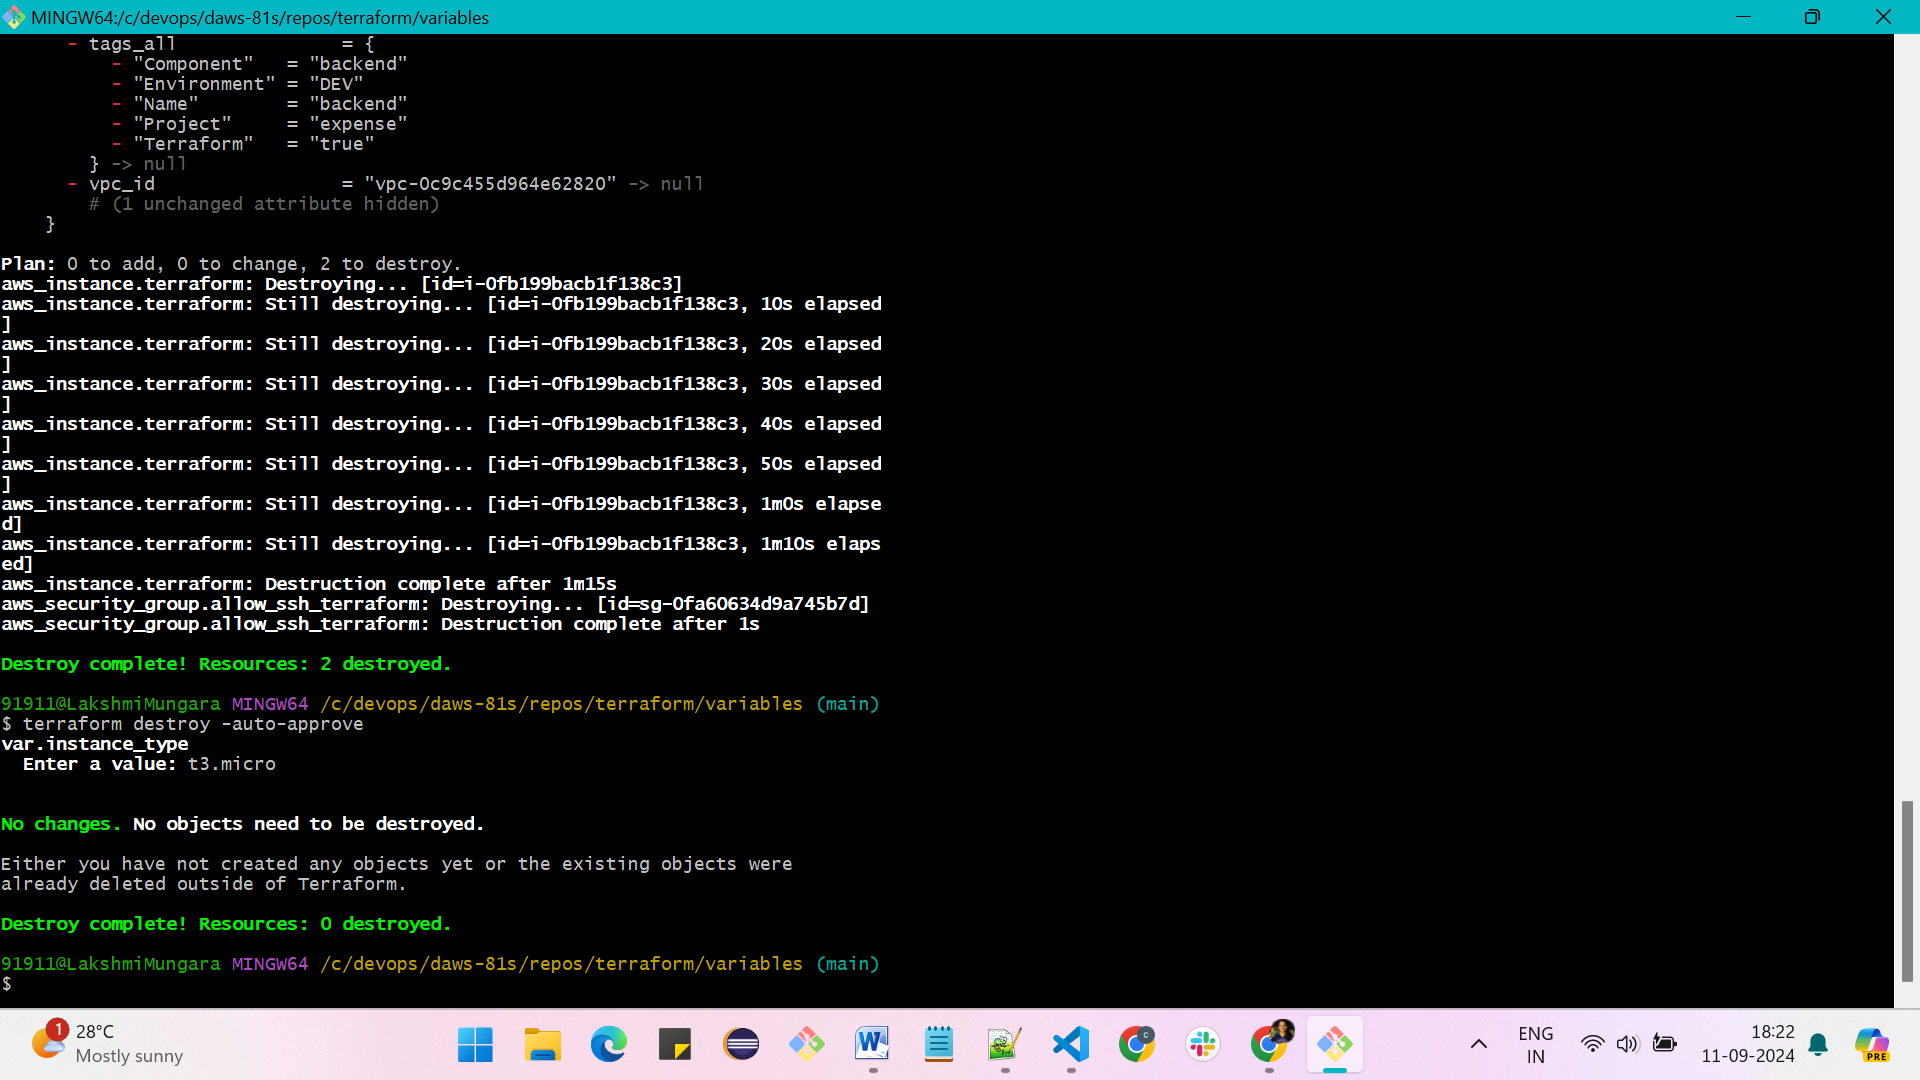 MINGW64:/c/devops/daws-81s/repos/terraform/variables
      - tags_all               = {
          - "Component"   = "backend"
          - "Environment" = "DEV"
          - "Name"        = "backend"
          - "Project"     = "expense"
          - "Terraform"   = "true"
        } -> null
      - vpc_id                 = "vpc-0c9c455d964e62820" -> null
        # (1 unchanged attribute hidden)
    }
Plan: 0 to add, 0 to change, 2 to destroy.
aws_instance.terraform: Destroying... [id=i-0fb199bacb1f138c3]
aws_instance.terraform: Still destroying... [id=i-0fb199bacb1f138c3, 10s elapsed
]
aws_instance.terraform: Still destroying... [id=i-0fb199bacb1f138c3, 20s elapsed
]
aws_instance.terraform: Still destroying... [id=i-0fb199bacb1f138c3, 30s elapsed
]
aws_instance.terraform: Still destroying... [id=i-0fb199bacb1f138c3, 40s elapsed
]
aws_instance.terraform: Still destroying... [id=i-0fb199bacb1f138c3, 50s elapsed
]
aws_instance.terraform: Still destroying... [id=i-0fb199bacb1f138c3, 1m0s elapse
d]
aws_instance.terraform: Still destroying... [id=i-0fb199bacb1f138c3, 1m10s elaps
ed]
aws_instance.terraform: Destruction complete after 1m15s
aws_security_group.allow_ssh_terraform: Destroying... [id=sg-0fa60634d9a745b7d]
aws_security_group.allow_ssh_terraform: Destruction complete after 1s
Destroy complete! Resources: 2 destroyed.
91911@LakshmiMungara MINGW64 /c/devops/daws-81s/repos/terraform/variables (main)
$ terraform destroy -auto-approve
var.instance_type
  Enter a value: t3.micro
No changes. No objects need to be destroyed.
Either you have not created any objects yet or the existing objects were
already deleted outside of Terraform.
Destroy complete! Resources: 0 destroyed.
91911@LakshmiMungara MINGW64 /c/devops/daws-81s/repos/terraform/variables (main)
$
1
28°C
Mostly sunny
W
C
ENG
IN
18:22
11-09-2024
PRE